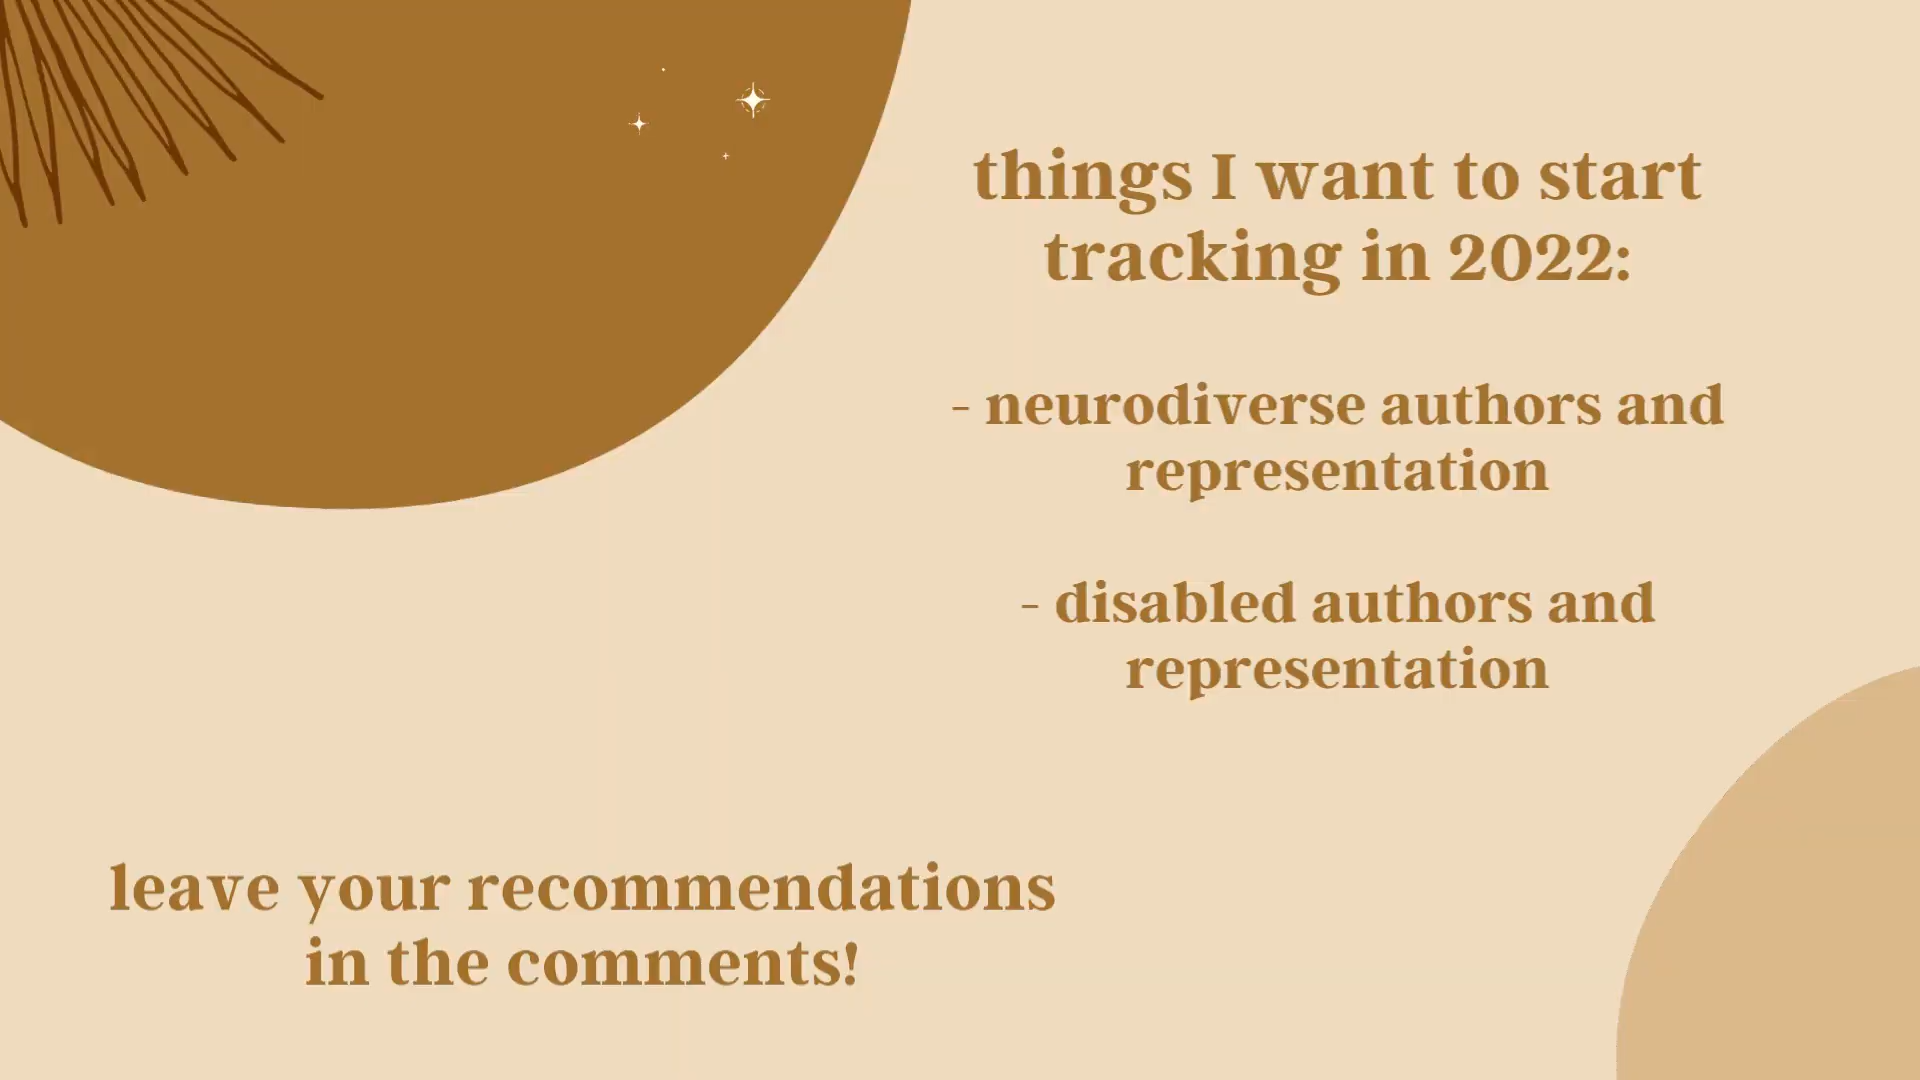 things I want to start
tracking in 2022:
- neurodiverse authors and
representation
- disabled authors and
representation
leave your recommendations
in the comments!